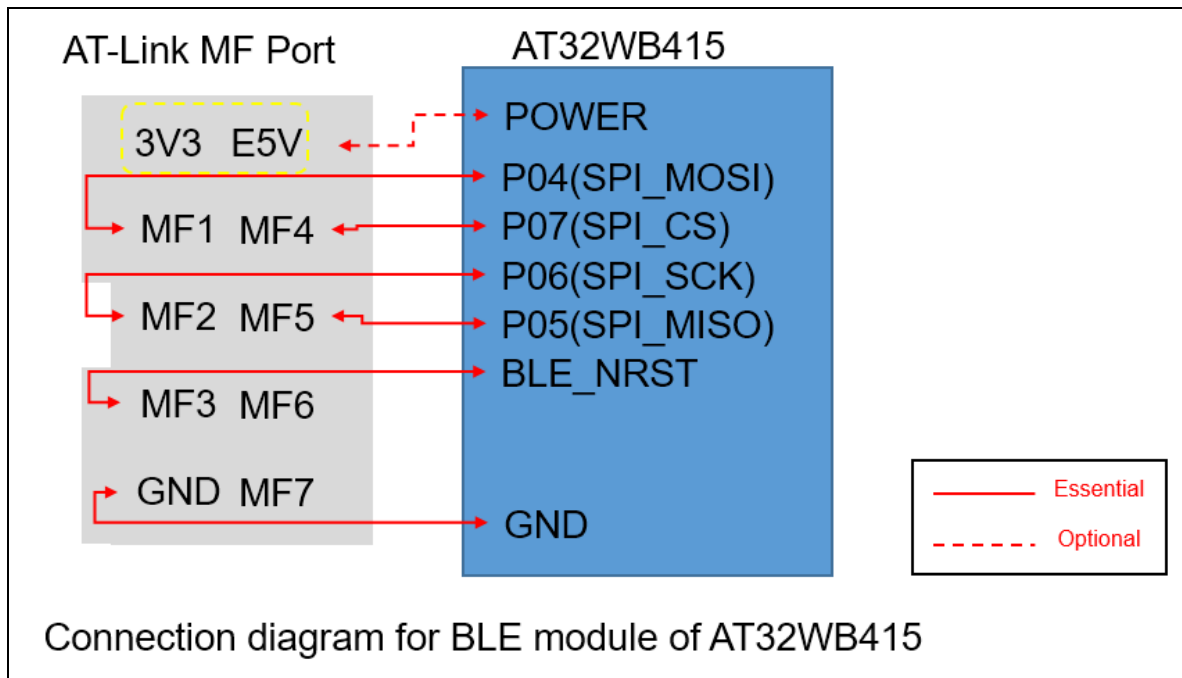 AT-Link MF Port
3V3 E5V
MF1 MF4
MF2 MF5
MF3 MF6
GND MF7
AT32WB415
POWER
P04(SPI_MOSI)
P07(SPI_CS)
P06(SPI_SCK)
P05(SPI_MISO)
BLE_NRST
GND
Essential
Optional
Connection diagram for BLE module of AT32WB415